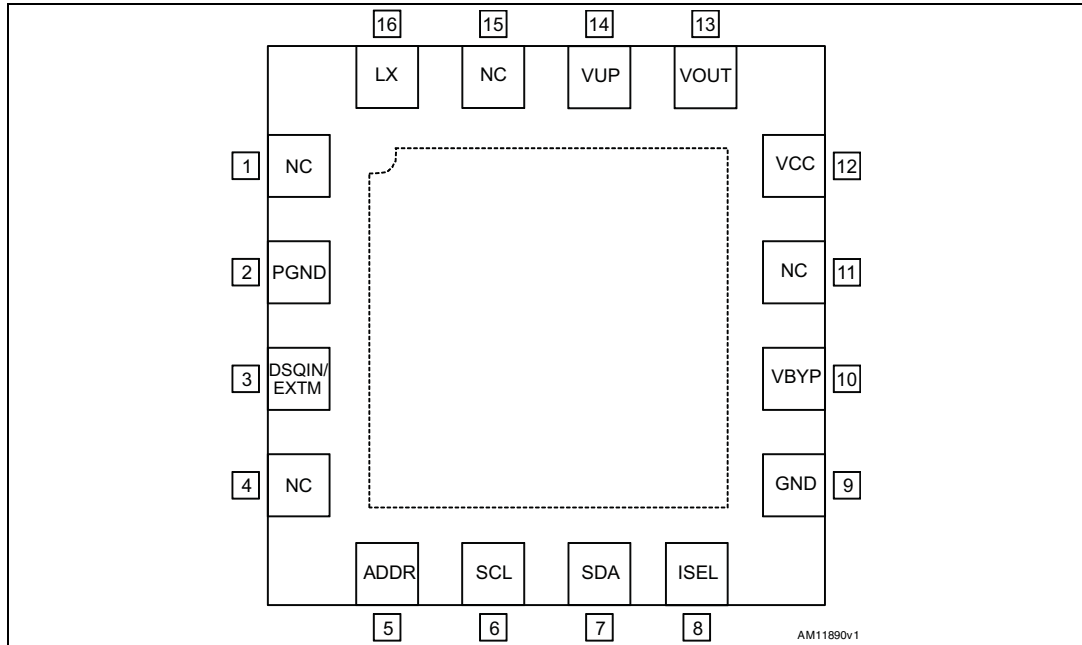 16 15 14 13
LX NC VUP VOUT
1 NC VCC 12
2 PGND NC 11
3 DSQIN/
EXTM VBYP 10
4 NC GND 9
ADDR SCL SDA ISEL
5 6 7 8
AM11890v1